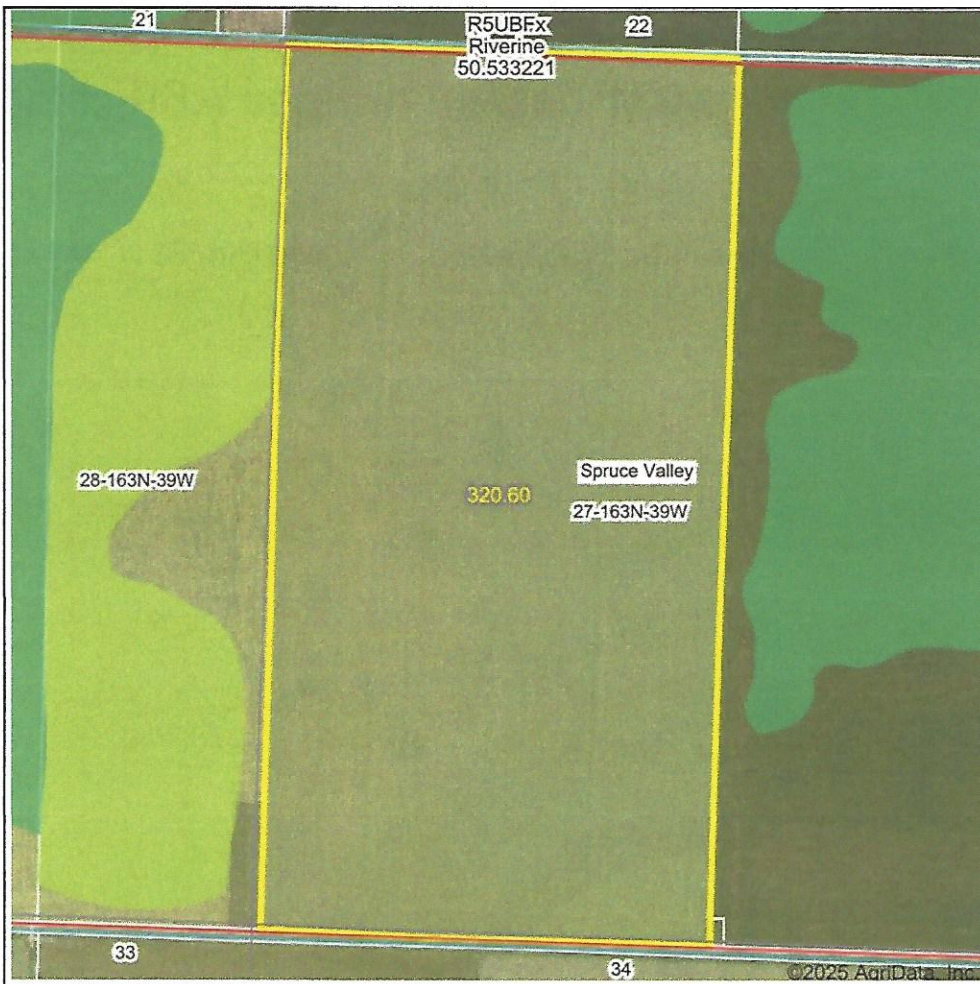 21
R5UBFx
22
Riverine
50.533221
28-163N-39W
Spruce Valley
320.60
27-163N-39W
33
34
©2025 AgriData, Inc.